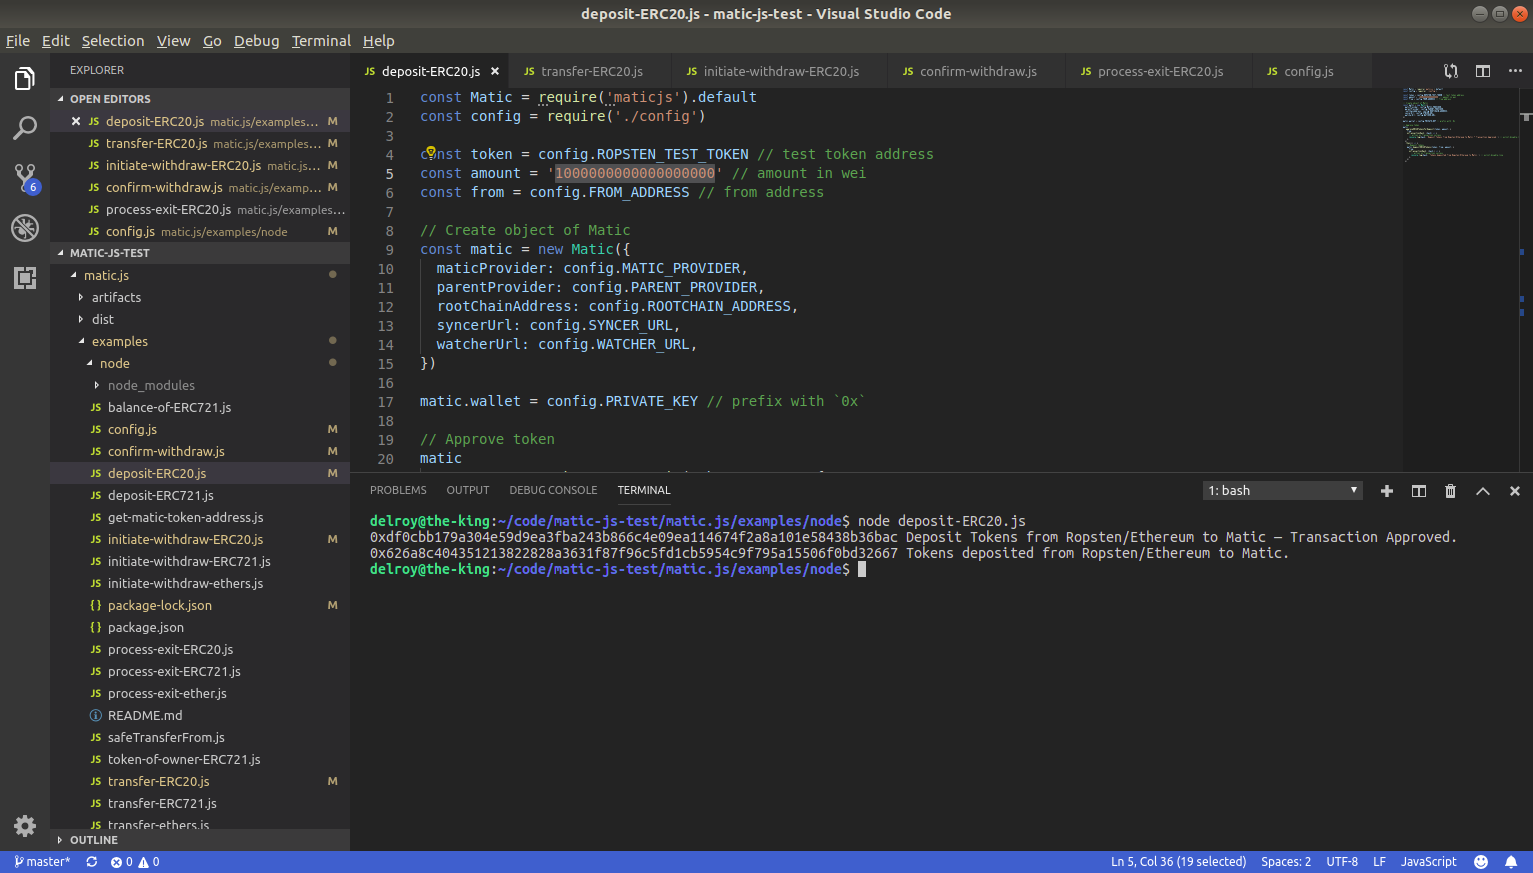 deposit-ERC20.js - matic-js-test - Visual Studio Code
File Edit Selection View Go Debug Terminal Help
EXPLORER
OPEN EDITORS
JS deposit-ERC20.js matic.js/examples... M
JS transfer-ERC20.js matic.js/examples... M
JS initiate-withdraw-ERC20.js matic.js... M
JS confirm-withdraw.js matic.js/examp... M
JS process-exit-ERC20.js matic.js/examples...
JS config.js matic.js/examples/node M
MATIC-JS-TEST
matic.js
artifacts
dist
examples
node
node_modules
JS balance-of-ERC721.js
JS config.js M
JS confirm-withdraw.js M
JS deposit-ERC20.js M
JS deposit-ERC721.js
JS get-matic-token-address.js
JS initiate-withdraw-ERC20.js M
JS initiate-withdraw-ERC721.js
JS initiate-withdraw-ethers.js
{} package-lock.json M
{} package.json
JS process-exit-ERC20.js
JS process-exit-ERC721.js
JS process-exit-ether.js
README.md
JS safeTransferFrom.js
JS token-of-owner-ERC721.js
JS transfer-ERC20.js M
JS transfer-ERC721.js
JS transfer-ethers.js
OUTLINE
6
JS deposit-ERC20.js JS transfer-ERC20.js JS initiate-withdraw-ERC20.js JS confirm-withdraw.js JS process-exit-ERC20.js JS config.js
1 const Matic = require('maticjs').default
2 const config = require('./config')
3
4 const token = config.ROPSTEN_TEST_TOKEN // test token address
5 const amount = '1000000000000000000' // amount in wei
6 const from = config.FROM_ADDRESS // from address
7
8 // Create object of Matic
9 const matic = new Matic({
10 maticProvider: config.MATIC_PROVIDER,
11 parentProvider: config.PARENT_PROVIDER,
12 rootChainAddress: config.ROOTCHAIN_ADDRESS,
13 syncerUrl: config.SYNCER_URL,
14 watcherUrl: config.WATCHER_URL,
15 })
16
17 matic.wallet = config.PRIVATE_KEY // prefix with `0x`
18
19 // Approve token
20 matic
PROBLEMS OUTPUT DEBUG CONSOLE TERMINAL 1: bash
delroy@the-king:~/code/matic-js-test/matic.js/examples/node$ node deposit-ERC20.js
0xdf0cbb179a304e59d9ea3fba243b866c4e09ea114674f2a8a101e58438b36bac Deposit Tokens from Ropsten/Ethereum to Matic – Transaction Approved.
0x626a8c404351213822828a3631f87f96c5fd1cb5954c9f795a15506f0bd32667 Tokens deposited from Ropsten/Ethereum to Matic.
delroy@the-king:~/code/matic-js-test/matic.js/examples/node$
master* 0 0 Ln 5, Col 36 (19 selected) Spaces: 2 UTF-8 LF JavaScript